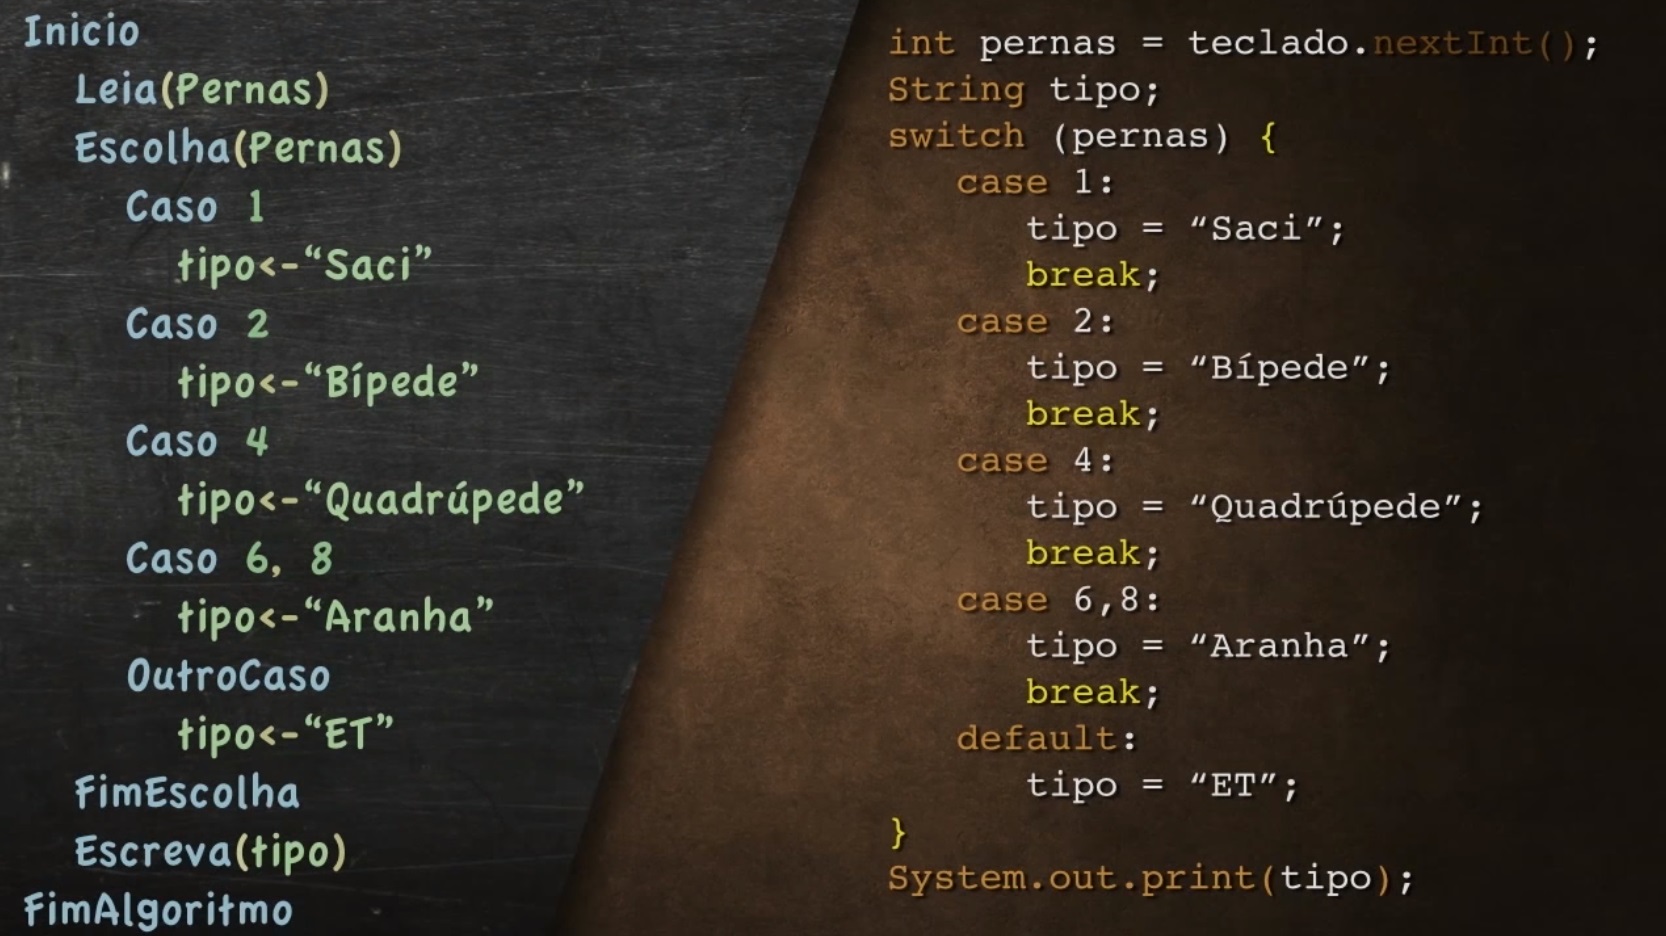 Inicio
Leia(Pernas)
Escolha(Pernas)
Caso 1
tipo<-“Saci”
Caso 2
tipo<-“Bípede”
Caso 4
tipo<-“Quadrúpede”
Caso 6, 8
tipo<-“Aranha”
OutroCaso
tipo<-“ET”
FimEscolha
Escreva(tipo)
FimAlgoritmo
int pernas = teclado.nextInt();
String tipo;
switch (pernas) {
case 1:
tipo = “Saci”;
break;
case 2:
tipo = “Bípede”;
break;
case 4:
tipo = “Quadrúpede”;
break;
case 6,8:
tipo = “Aranha”;
break;
default:
tipo = “ET”;
}
System.out.print(tipo);